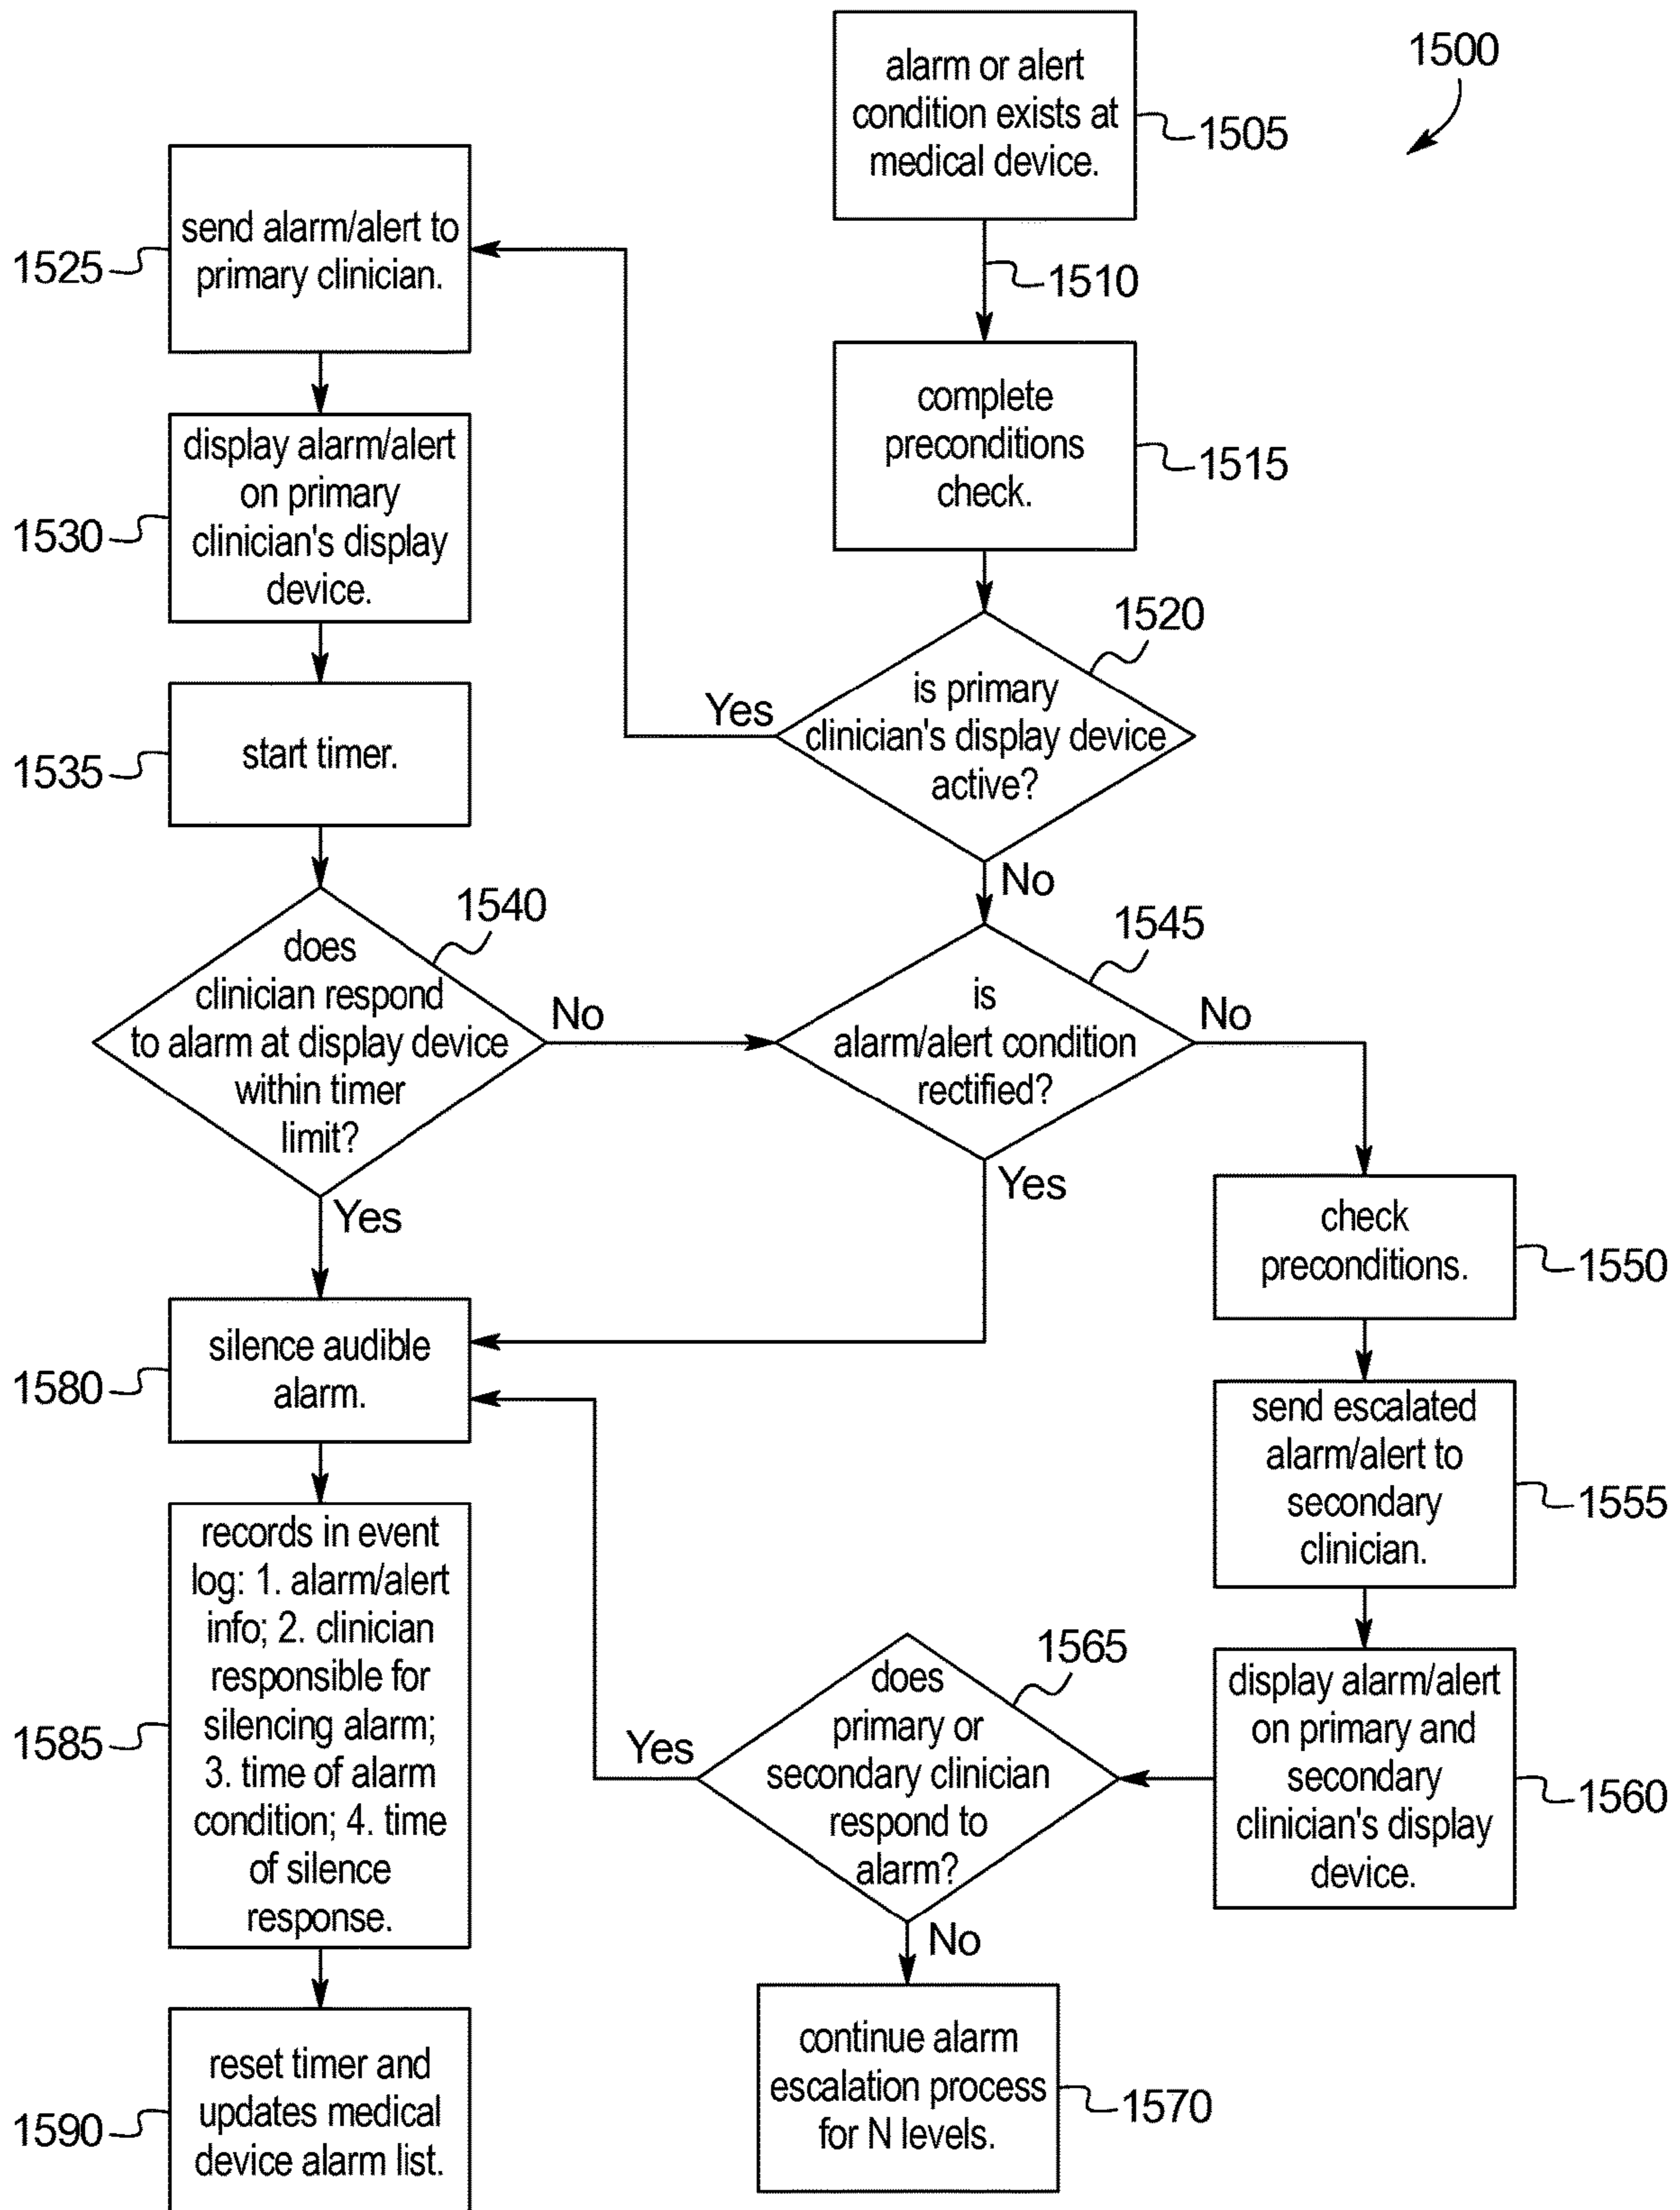 alarm or alert
condition exists at
medical device.
1505
1500
1510
complete
preconditions
check.
1515
is primary
clinician's display device
active?
1520
Yes
No
send alarm/alert to
primary clinician.
1525
display alarm/alert
on primary
clinician's display
device.
1530
start timer.
1535
does
clinician respond
to alarm at display device
within timer
limit?
1540
No
Yes
is
alarm/alert condition
rectified?
1545
No
Yes
check
preconditions.
1550
send escalated
alarm/alert to
secondary
clinician.
1555
display alarm/alert
on primary and
secondary
clinician's display
device.
1560
does
primary or
secondary clinician
respond to
alarm?
1565
Yes
No
continue alarm
escalation process
for N levels.
1570
silence audible
alarm.
1580
records in event
log: 1. alarm/alert
info; 2. clinician
responsible for
silencing alarm;
3. time of alarm
condition; 4. time
of silence
response.
1585
reset timer and
updates medical
device alarm list.
1590